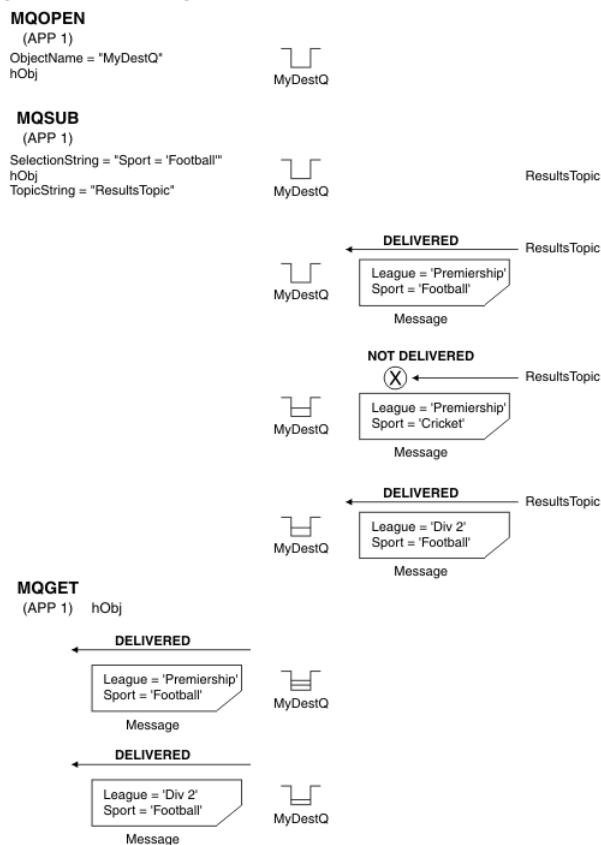 MQOPEN
(APP 1)
ObjectName = "MyDestQ"
hObj
MyDestQ
MQSUB
(APP 1)
SelectionString = "Sport = 'Football'"
hObj
TopicString = "ResultsTopic"
MyDestQ
ResultsTopic
DELIVERED
ResultsTopic
League = 'Premiership'
Sport = 'Football'
MyDestQ
Message
NOT DELIVERED
X
ResultsTopic
League = 'Premiership'
Sport = 'Cricket'
MyDestQ
Message
DELIVERED
ResultsTopic
League = 'Div 2'
Sport = 'Football'
MyDestQ
Message
MQGET
(APP 1) hObj
DELIVERED
League = 'Premiership'
Sport = 'Football'
MyDestQ
Message
DELIVERED
League = 'Div 2'
Sport = 'Football'
MyDestQ
Message